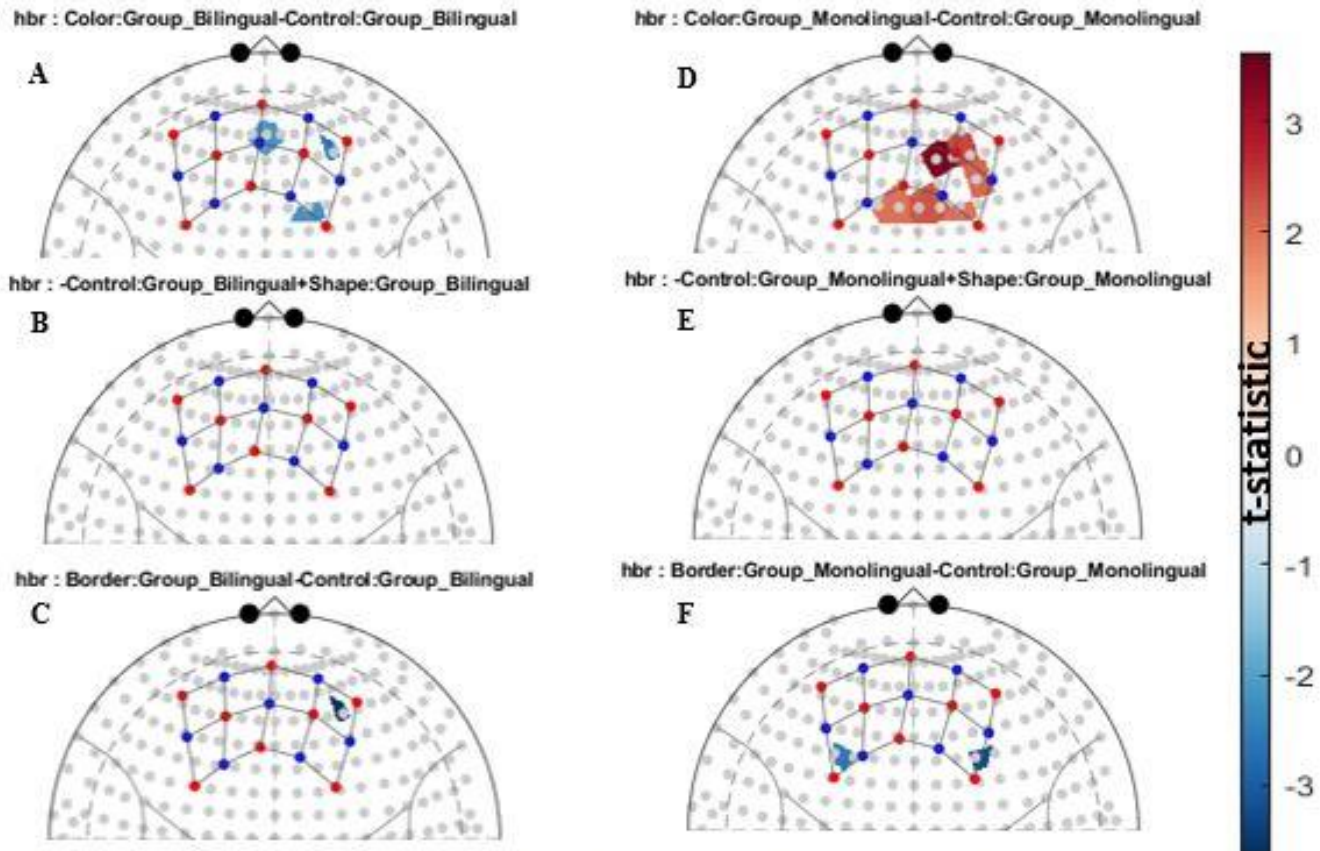 hbr : Color:Group_Bilingual-Control:Group_Bilingual
A
hbr : Color:Group_Monolingual-Control:Group_Monolingual
D
hbr : -Control:Group_Bilingual+Shape:Group_Bilingual
B
hbr : -Control:Group_Monolingual+Shape:Group_Monolingual
E
hbr : Border:Group_Bilingual-Control:Group_Bilingual
C
hbr : Border:Group_Monolingual-Control:Group_Monolingual
F
3
2
1
0
-1
-2
-3
t-statistic